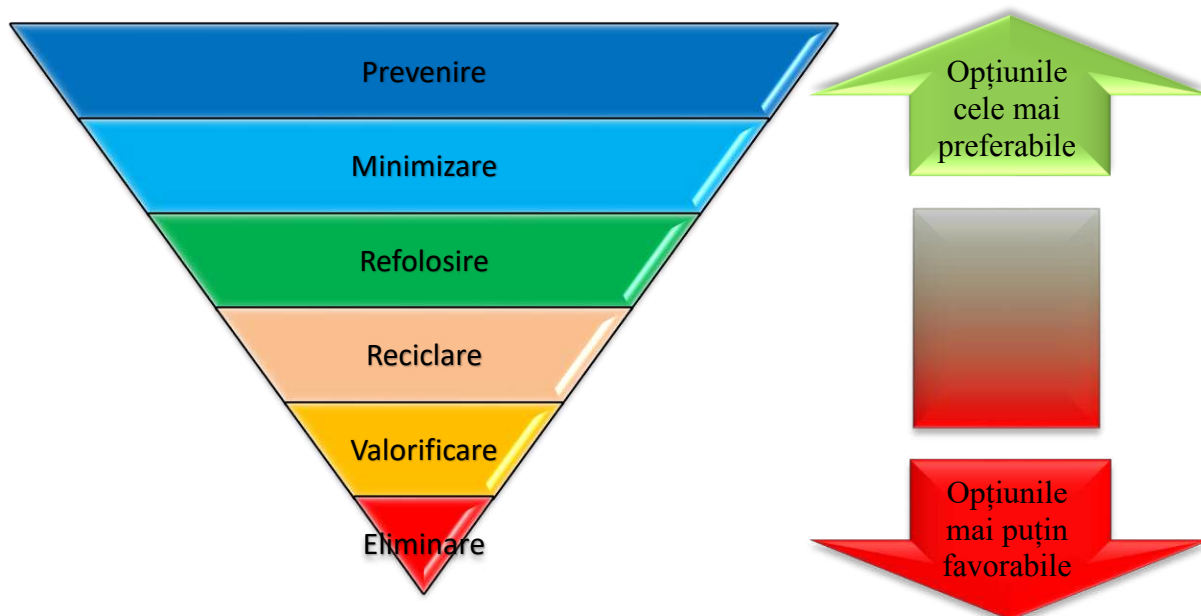 Prevenire
Minimizare
Refolosire
Reciclare
Valorificare
Eliminare
Opțiunile
cele mai
preferabile
Opțiunile
mai puțin
favorabile